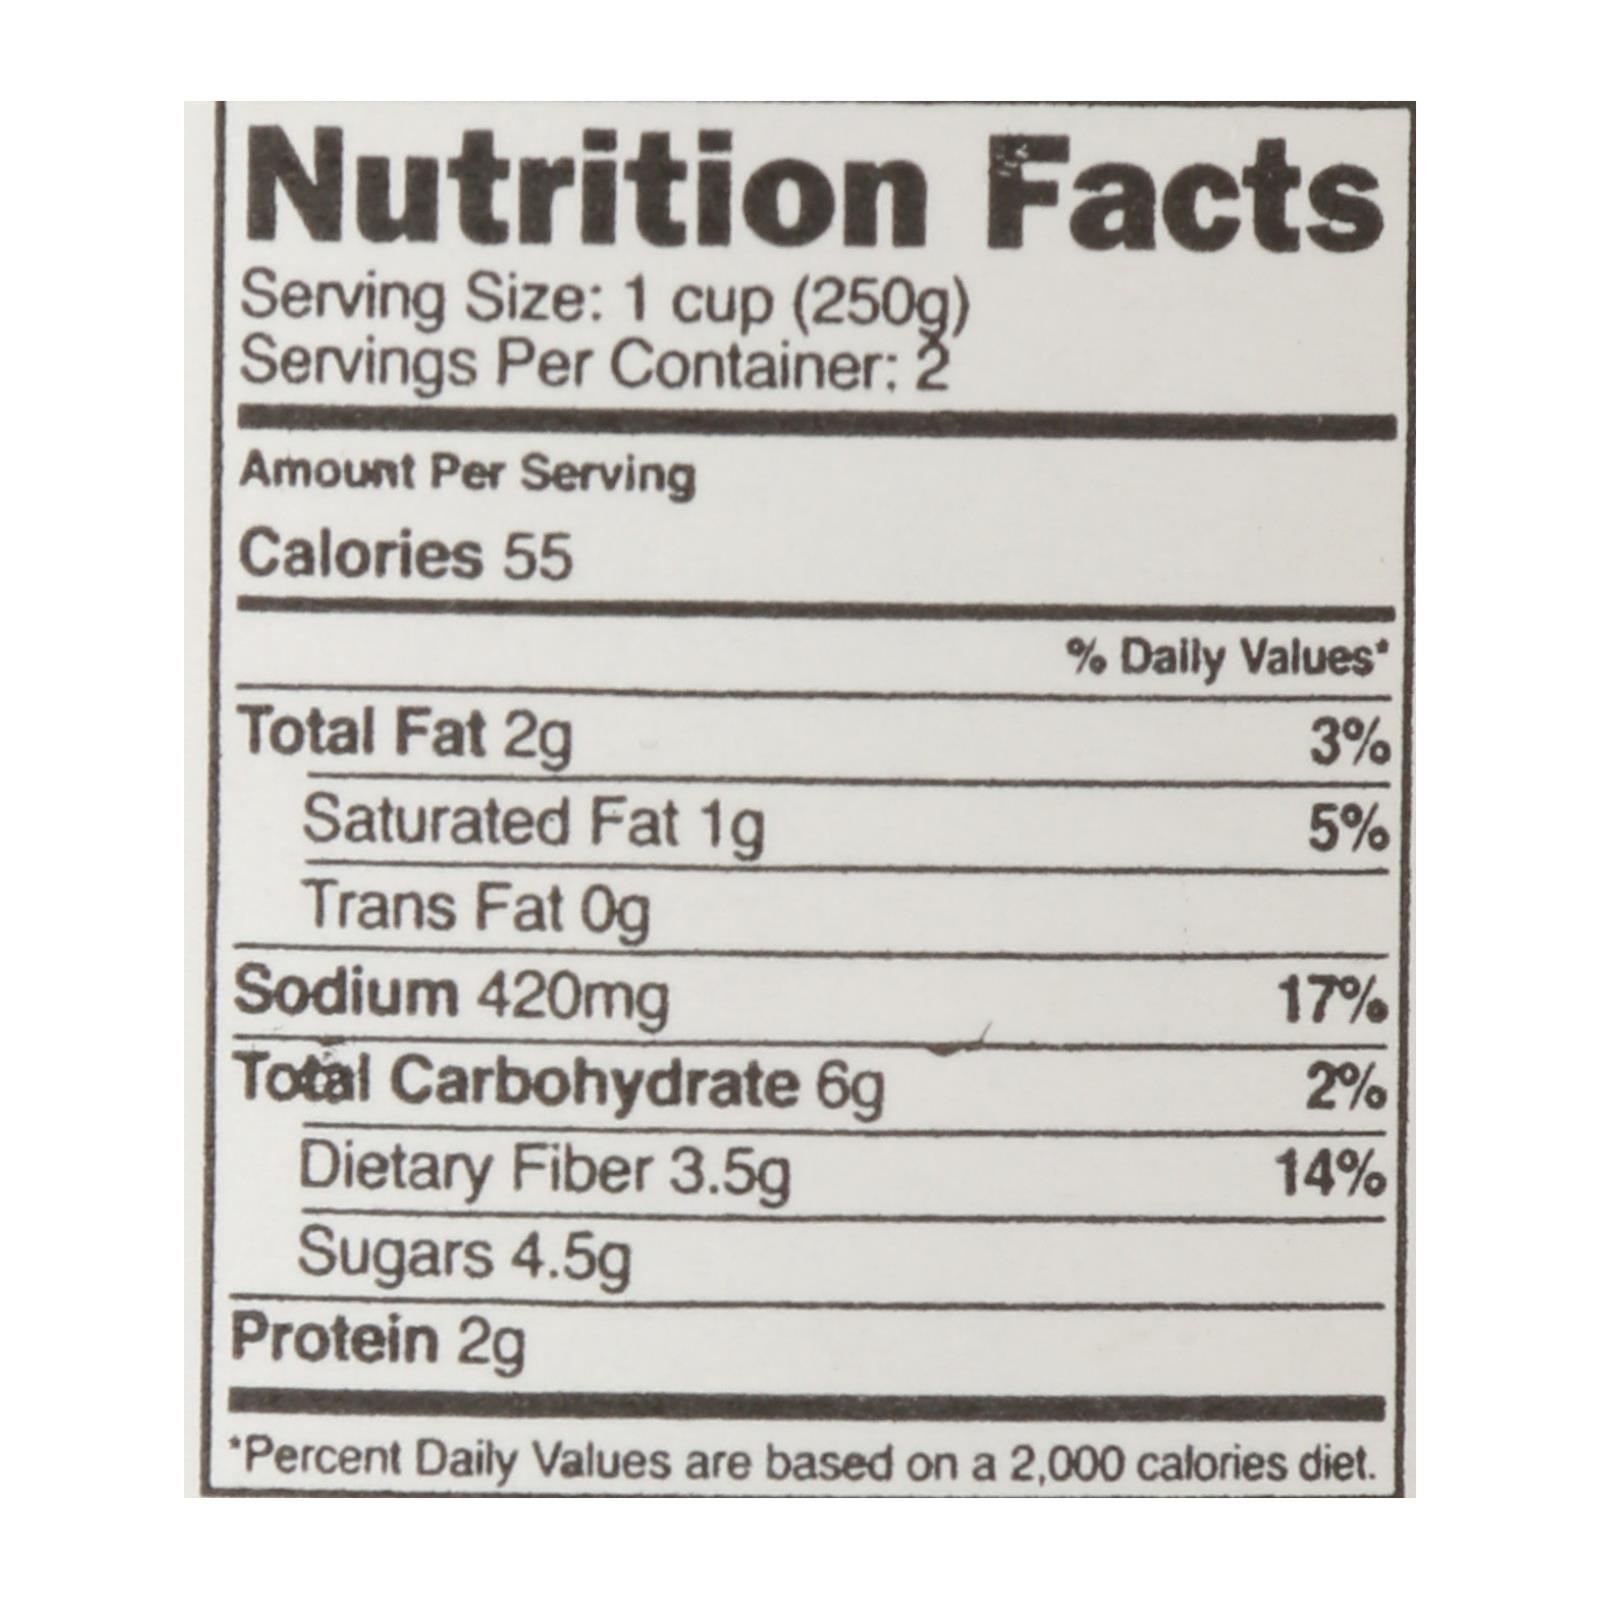 Nutrition Facts
Serving Size: 1 cup (250g)
Servings Per Container: 2
Amount Per Serving
Calories 55
% Daily Values*
Total Fat 2g 3%
Saturated Fat 1g 5%
Trans Fat 0g
Sodium 420mg 17%
Total Carbohydrate 6g 2%
Dietary Fiber 3.5g 14%
Sugars 4.5g
Protein 2g
*Percent Daily Values are based on a 2,000 calories diet.